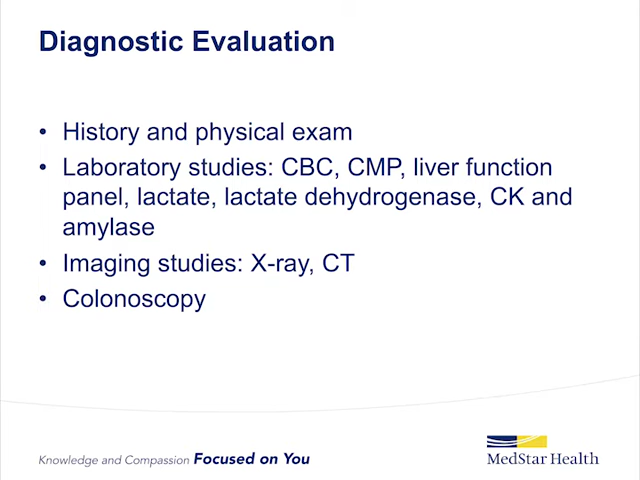 Diagnostic Evaluation
• History and physical exam
• Laboratory studies: CBC, CMP, liver function
panel, lactate, lactate dehydrogenase, CK and
amylase
• Imaging studies: X-ray, CT
• Colonoscopy
Knowledge and Compassion Focused on You
MedStar Health